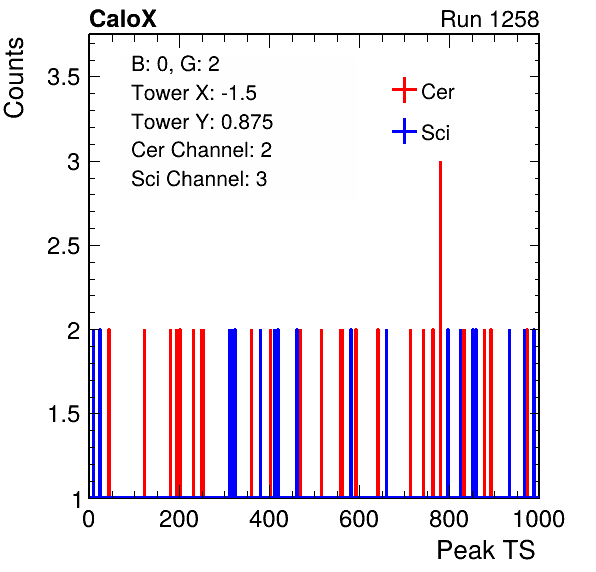 CaloX Run 1258
Counts
B: 0, G: 2
Tower X: -1.5
Tower Y: 0.875
Cer Channel: 2
Sci Channel: 3
Cer
Sci
3.5
3
2.5
2
1.5
1
0 200 400 600 800 1000
Peak TS